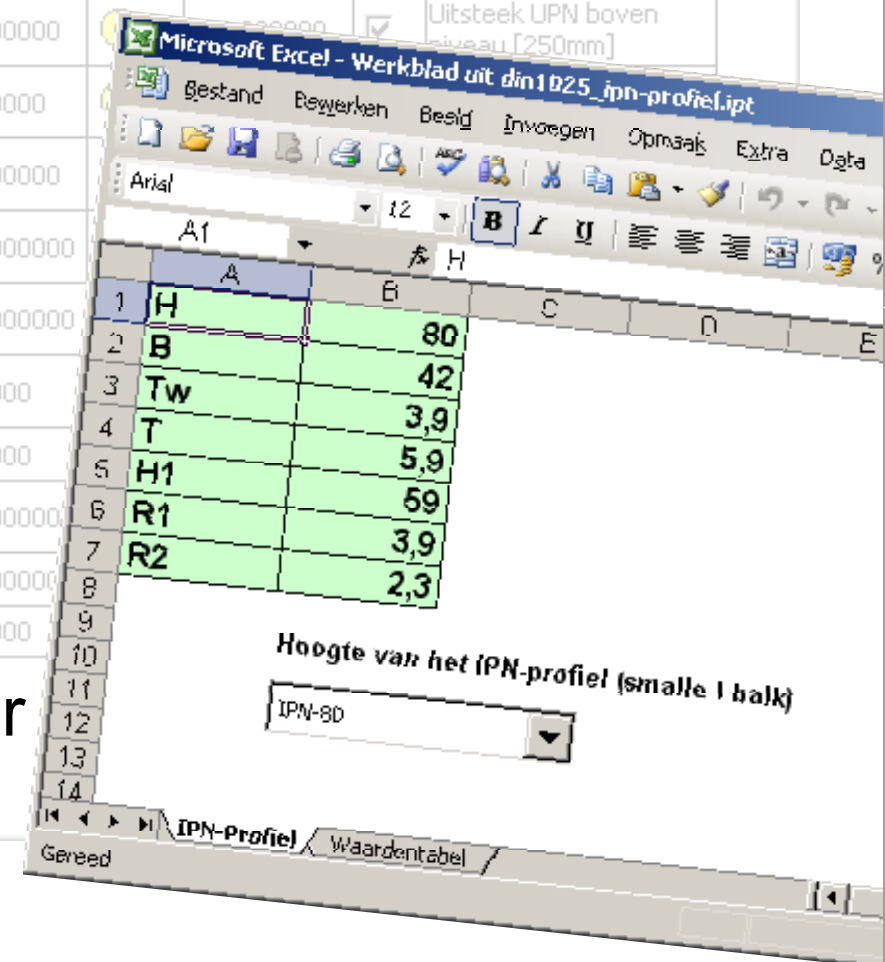 00000
000000
Uitsteek UPN boven
niveau [250mm]
Microsoft Excel - Werkblad uit din1025_ipn-profiel.ipt
Bestand Bewerken Beeld Invoegen Opmaak Extra Data
Arial 12 B I U
A1 fx H
A B C D E
1 H 80
2 B 42
3 Tw 3,9
4 T 5,9
5 H1 59
6 R1 3,9
7 R2 2,3
8
9
10
11
12
13
14
Hoogte van het IPN-profiel (smalle I balk)
IPN-80
r
IPN-Profiel Waardentabel
Gereed